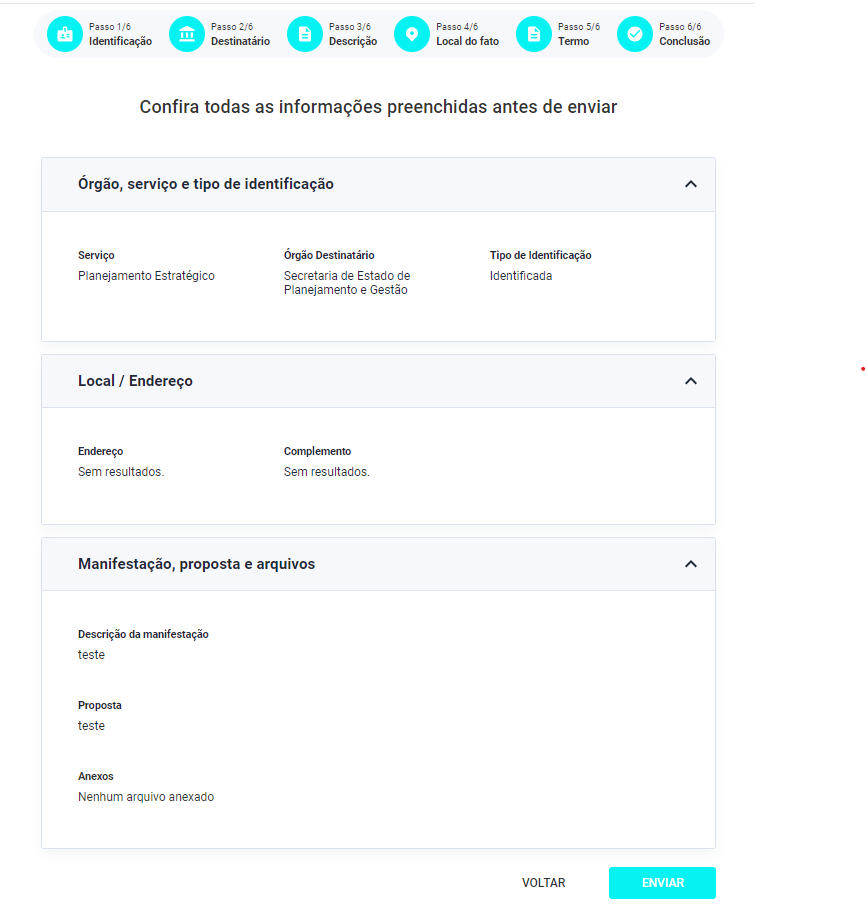 Passo 1/6
Identificação
Passo 2/6
Destinatário
Passo 3/6
Descrição
Passo 4/6
Local do fato
Passo 5/6
Termo
Passo 6/6
Conclusão
Confira todas as informações preenchidas antes de enviar
Órgão, serviço e tipo de identificação
Serviço
Planejamento Estratégico
Órgão Destinatário
Secretaria de Estado de
Planejamento e Gestão
Tipo de Identificação
Identificada
Local / Endereço
Endereço
Sem resultados.
Complemento
Sem resultados.
Manifestação, proposta e arquivos
Descrição da manifestação
teste
Proposta
teste
Anexos
Nenhum arquivo anexado
VOLTAR
ENVIAR